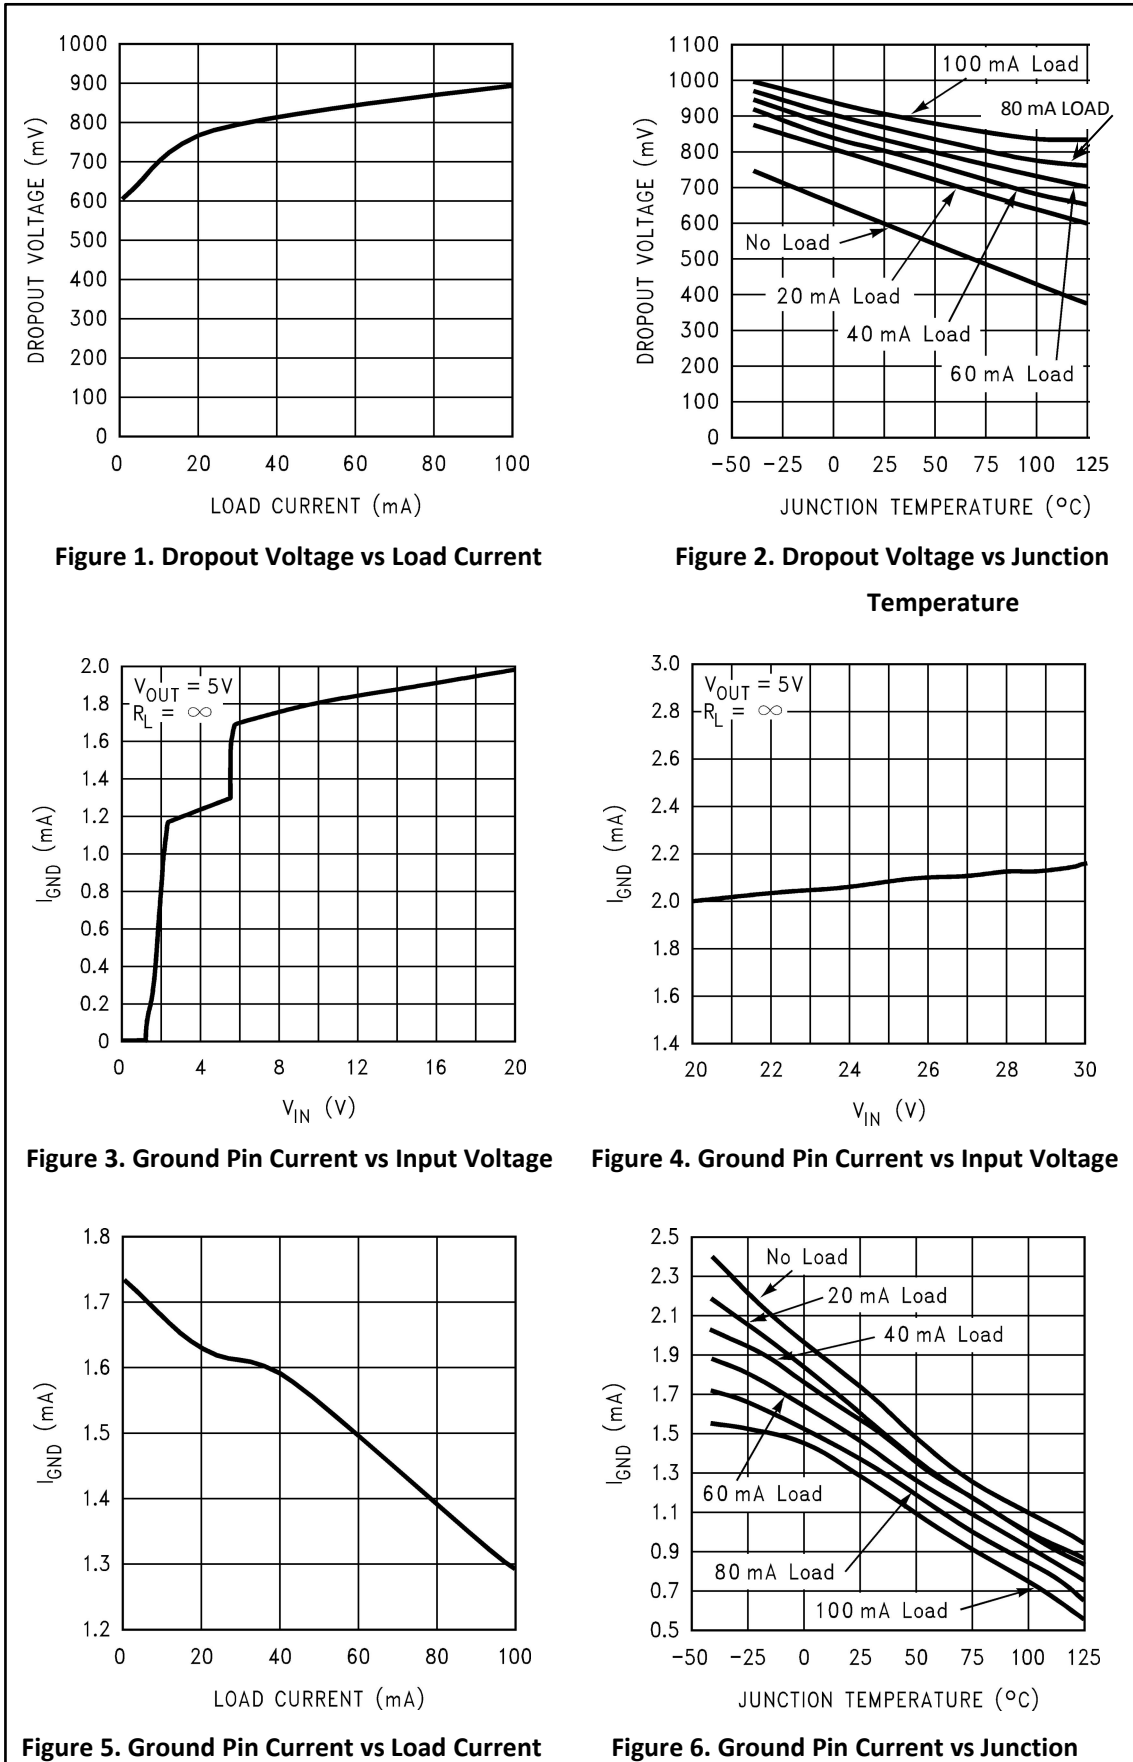 1000
900
800
700
600
500
400
300
200
100
0
DROPOUT VOLTAGE (mV)
0 20 40 60 80 100
LOAD CURRENT (mA)
Figure 1. Dropout Voltage vs Load Current
1100
1000
900
800
700
600
500
400
300
200
100
0
DROPOUT VOLTAGE (mV)
100 mA Load
80 mA LOAD
No Load
20 mA Load
40 mA Load
60 mA Load
-50 -25 0 25 50 75 100 125
JUNCTION TEMPERATURE (°C)
Figure 2. Dropout Voltage vs Junction
Temperature
2.0
1.8
1.6
1.4
1.2
1.0
0.8
0.6
0.4
0.2
0
I_GND (mA)
V_OUT = 5V
R_L = ∞
0 4 8 12 16 20
V_IN (V)
Figure 3. Ground Pin Current vs Input Voltage
3.0
2.8
2.6
2.4
2.2
2.0
1.8
1.6
1.4
I_GND (mA)
V_OUT = 5V
R_L = ∞
20 22 24 26 28 30
V_IN (V)
Figure 4. Ground Pin Current vs Input Voltage
1.8
1.7
1.6
1.5
1.4
1.3
1.2
I_GND (mA)
0 20 40 60 80 100
LOAD CURRENT (mA)
Figure 5. Ground Pin Current vs Load Current
2.5
2.3
2.1
1.9
1.7
1.5
1.3
1.1
0.9
0.7
0.5
I_GND (mA)
No Load
20 mA Load
40 mA Load
60 mA Load
80 mA Load
100 mA Load
-50 -25 0 25 50 75 100 125
JUNCTION TEMPERATURE (°C)
Figure 6. Ground Pin Current vs Junction